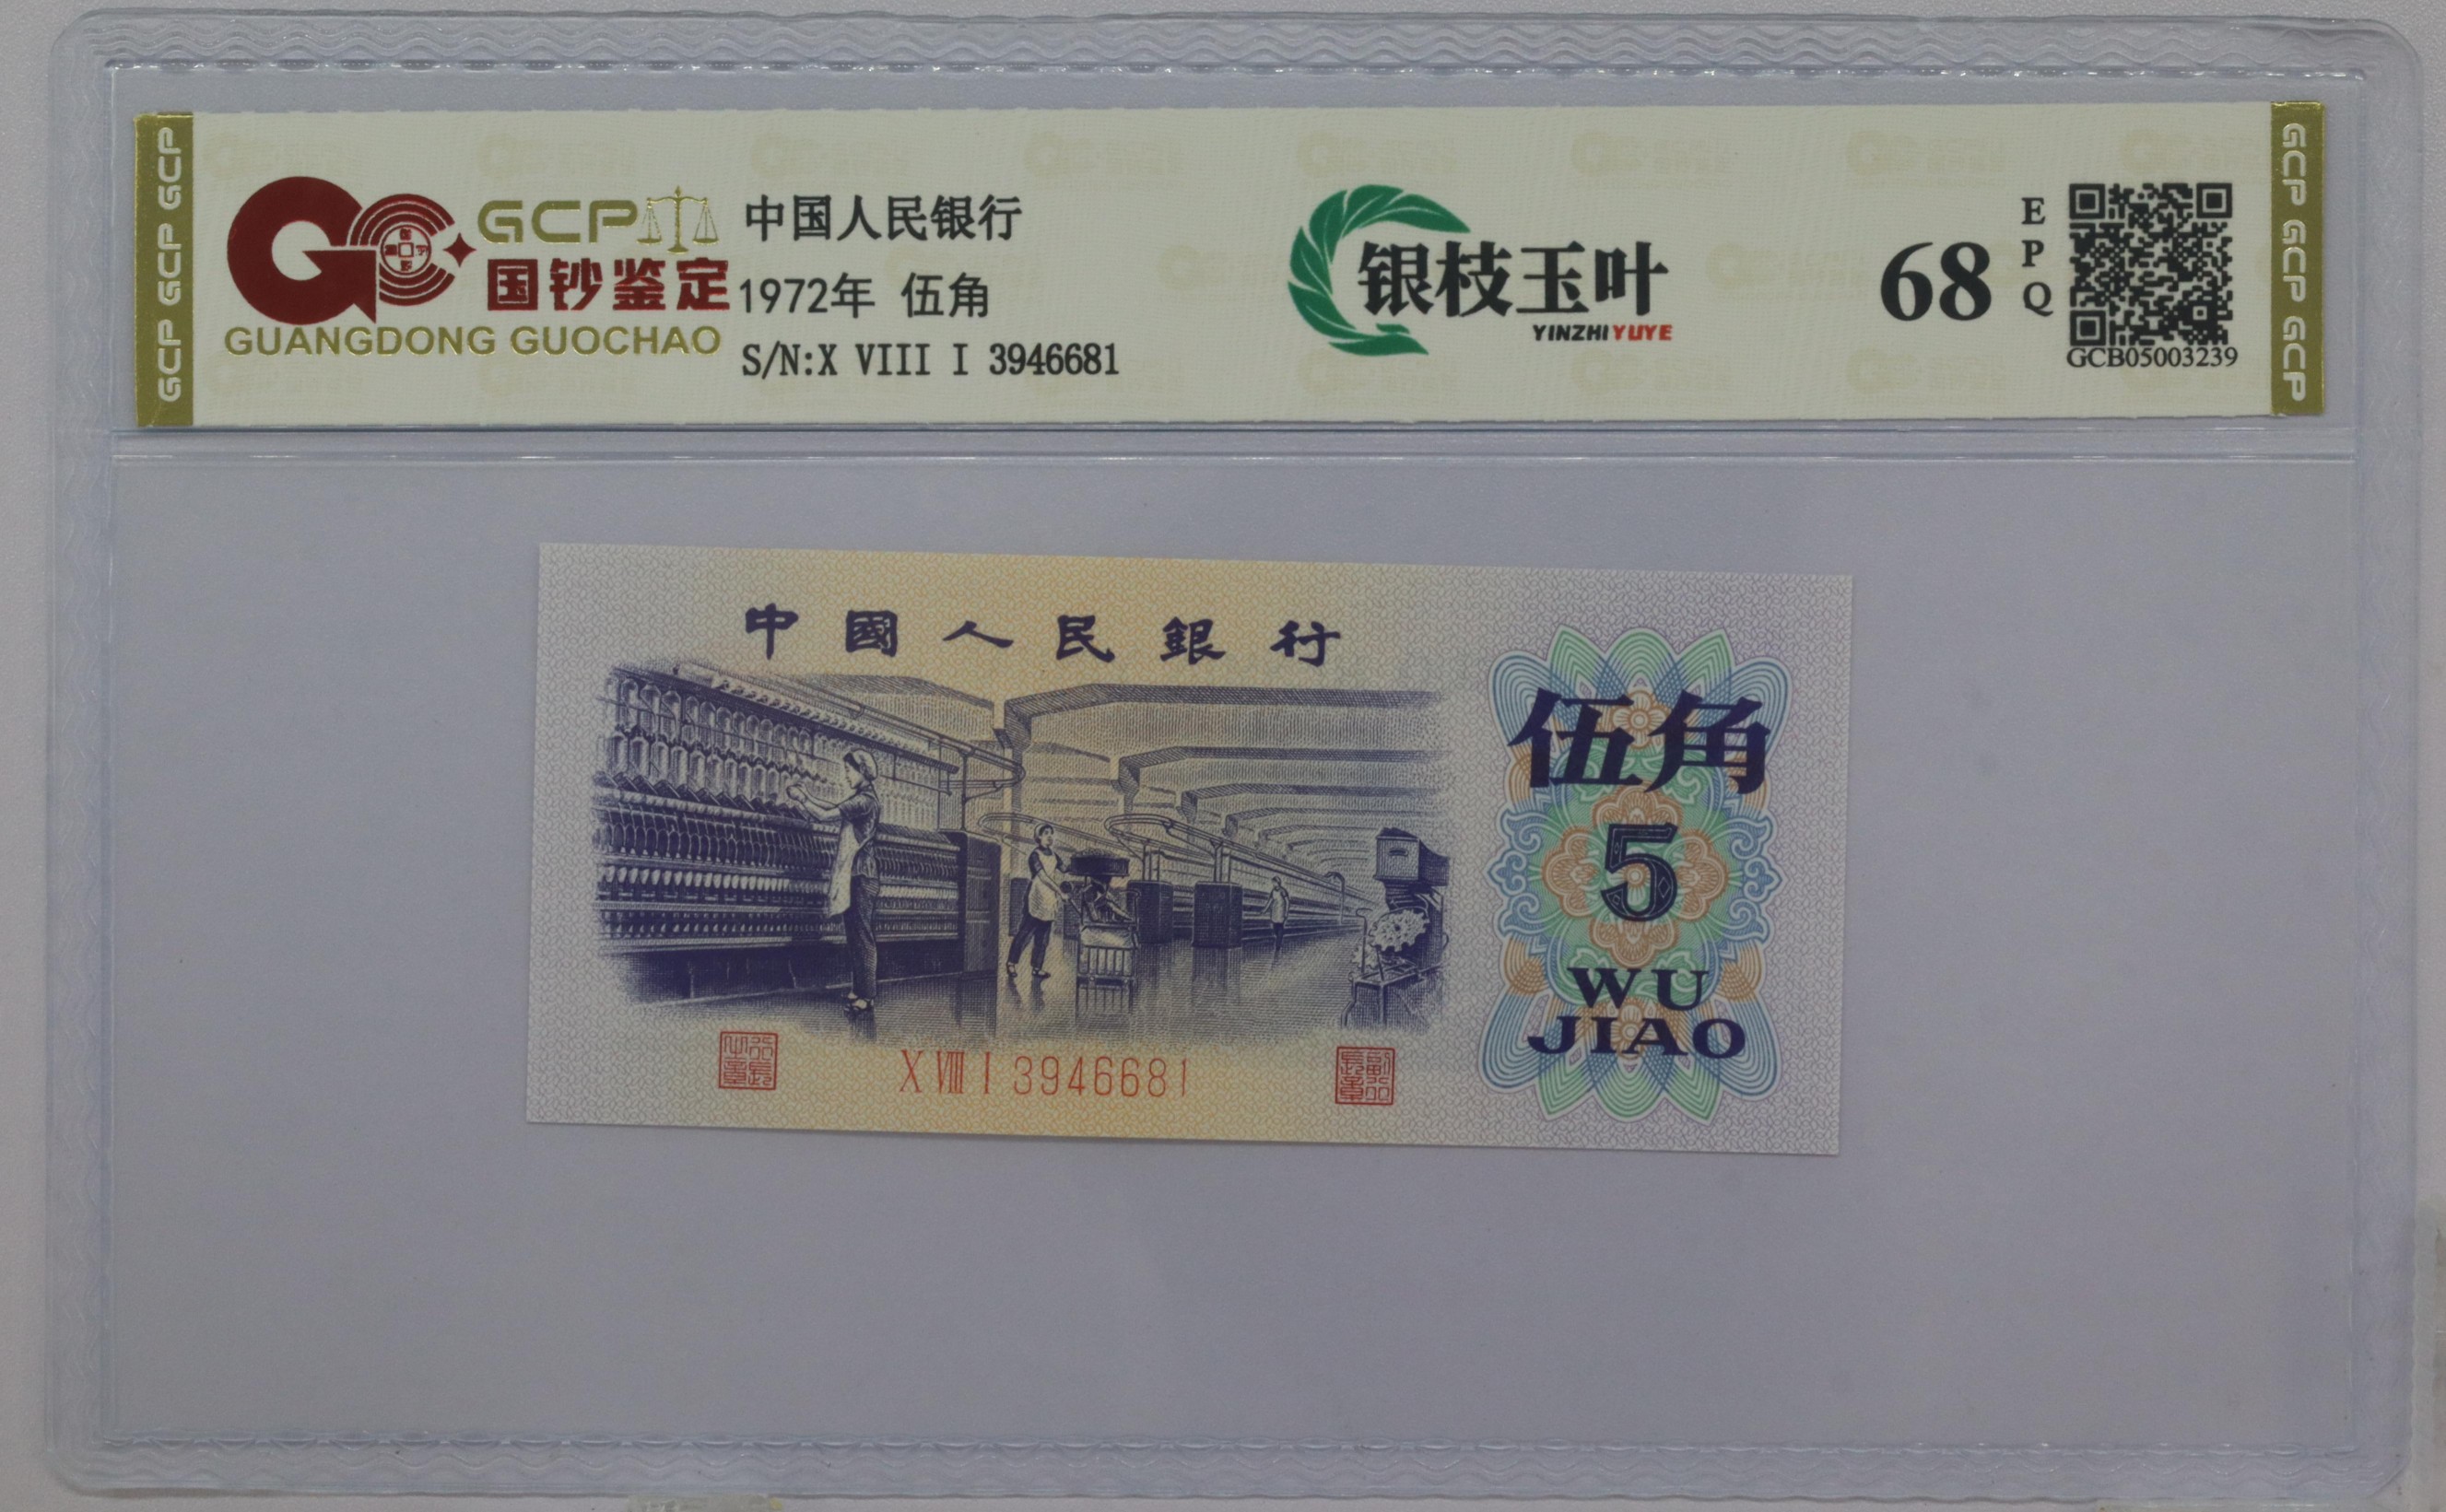 GCP GCP GCP
GCP
国钞鉴定
GUANGDONG GUOCHAO
中国人民银行
1972年 伍角
S/N:X VIII I 3946681
银枝玉叶
YINZHIYUYE
68
EPQ
GCB05003239
GCP GCP GCP
中國人民銀行
伍角
5
WU
JIAO
X VIII I 3946681